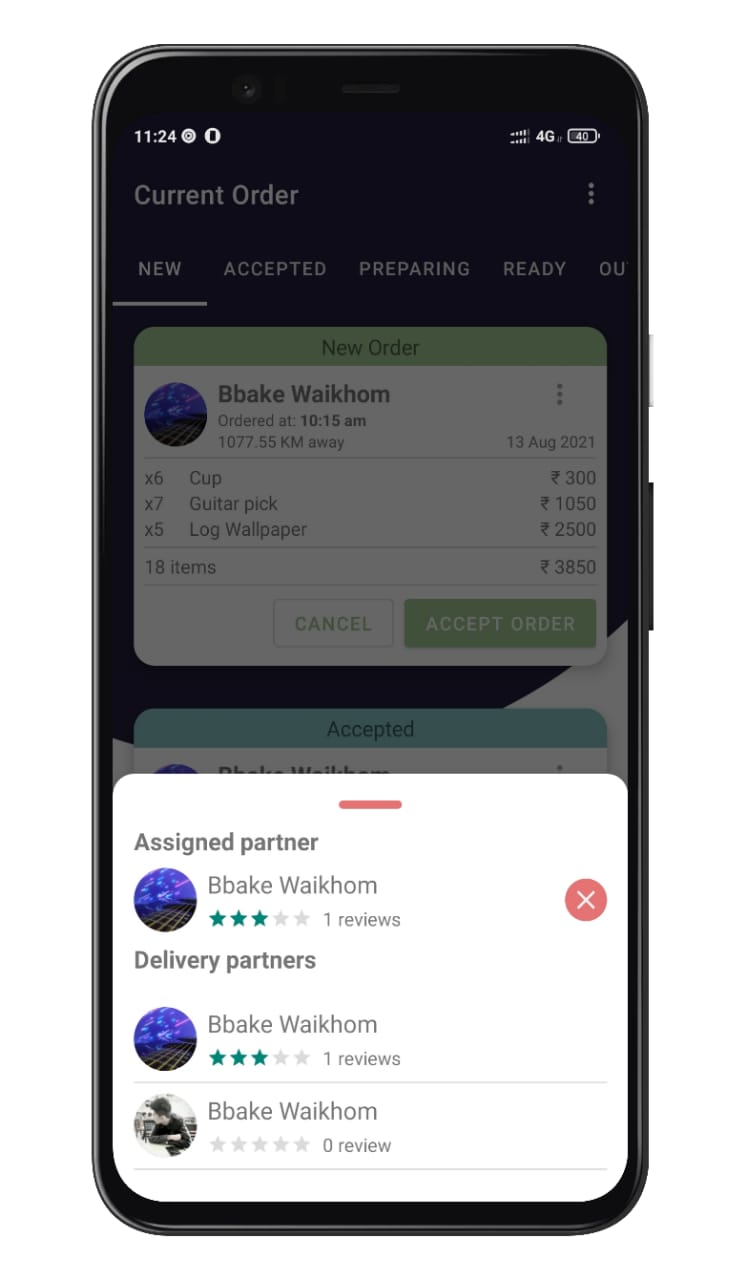 11:24 4G 40
Current Order
NEW ACCEPTED PREPARING READY OU
New Order
Bbake Waikhom
Ordered at: 10:15 am
1077.55 KM away 13 Aug 2021
x6 Cup ₹ 300
x7 Guitar pick ₹ 1050
x5 Log Wallpaper ₹ 2500
18 items ₹ 3850
CANCEL ACCEPT ORDER
Accepted
Bbake Waikhom
Assigned partner
Bbake Waikhom
1 reviews
Delivery partners
Bbake Waikhom
1 reviews
Bbake Waikhom
0 review